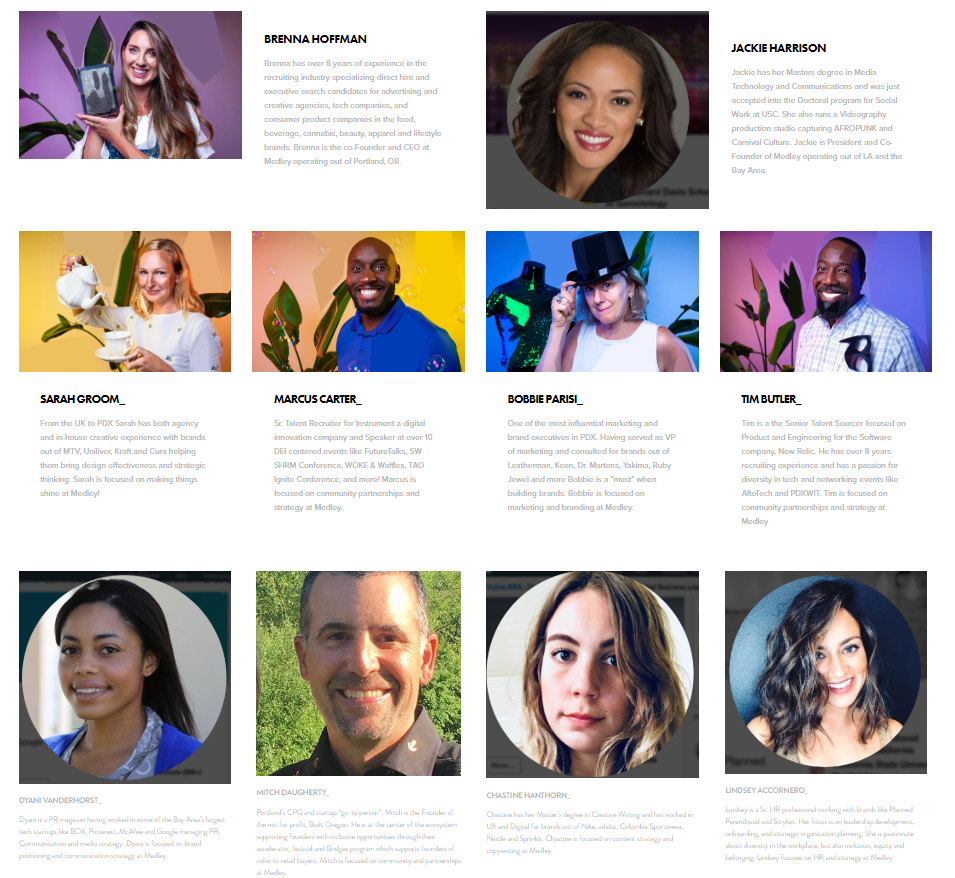 BRENNA HOFFMAN
Brenna has over 8 years of experience in the
recruiting industry specializing direct hire and
executive search candidates for advertising and
creative agencies, tech companies, and
consumer product companies in the food,
beverage, cannabis, beauty, apparel and lifestyle
brands. Brenna is the co-Founder and CEO at
Medley operating out of Portland, OR.
JACKIE HARRISON
Jackie has her Masters degree in Media
Technology and Communications and was just
accepted into the Doctoral program for Social
Work at USC. She also runs a Videography
production studio capturing AFROPUNK and
Carnival Culture. Jackie is President and Co-
Founder of Medley operating out of LA and the
Bay Area.
SARAH GROOM_
From the UK to PDX Sarah has both agency
and in-house creative experience with brands
out of MTV, Uniliver, Kraft and Cura helping
them bring design effectiveness and strategic
thinking. Sarah is focused on making things
shine at Medley!
MARCUS CARTER_
Sr. Talent Recruiter for Instrument a digital
innovation company and Speaker at over 10
DEI centered events like FutureTalks, SW
SHRM Conference, WOKE & Waffles, TAO
Ignite Conference, and more! Marcus is
focused on community partnerships and
strategy at Medley.
BOBBIE PARISI_
One of the most influential marketing and
brand executives in PDX. Having served as VP
of marketing and consulted for brands out of
Leatherman, Keen, Dr. Martens, Yakima, Ruby
Jewel and more Bobbie is a "must" when
building brands. Bobbie is focused on
marketing and branding at Medley.
TIM BUTLER_
Tim is a the Senior Talent Sourcer focused on
Product and Engineering for the Software
company, New Relic. He has over 8 years
recruiting experience and has a passion for
diversity in tech and networking events like
AfroTech and PDXWIT. Tim is focused on
community partnerships and strategy at
Medley
DYANI VANDERHORST_
Dyani is a PR magician having worked in some of the Bay Area's largest
tech startups like BOX, Pinterest, McAfee and Google managing PR,
Communication and media strategy. Dyani is focused on brand
positioning and communication strategy at Medley.
MITCH DAUGHERTY_
Portland's CPG and startup "go- to person". Mitch is the Founder of
the not for profit, Built Oregon. He is at the center of the ecosystem
supporting founders with inclusive opportunities through their
accelerator, festival and Bridges program which supports founders of
color to retail buyers. Mitch is focused on community and partnerships
at Medley.
CHASTINE HANTHORN_
Chastine has her Master's degree in Creative Writing and has worked in
UX and Digital for brands out of Nike, adidas, Columbia Sportswear,
Nestle and Sprinklr. Chastine is focused on content strategy and
copywriting at Medley.
LINDSEY ACCORNERO_
Lindsey is a Sr. HR professional working with brands like Planned
Parenthood and Stryker. Her focus is on leadership development,
onboarding, and strategic organization planning. She is passionate
about diversity in the workplace, but also inclusion, equity and
belonging. Lindsey focuses on HR and strategy at Medley.